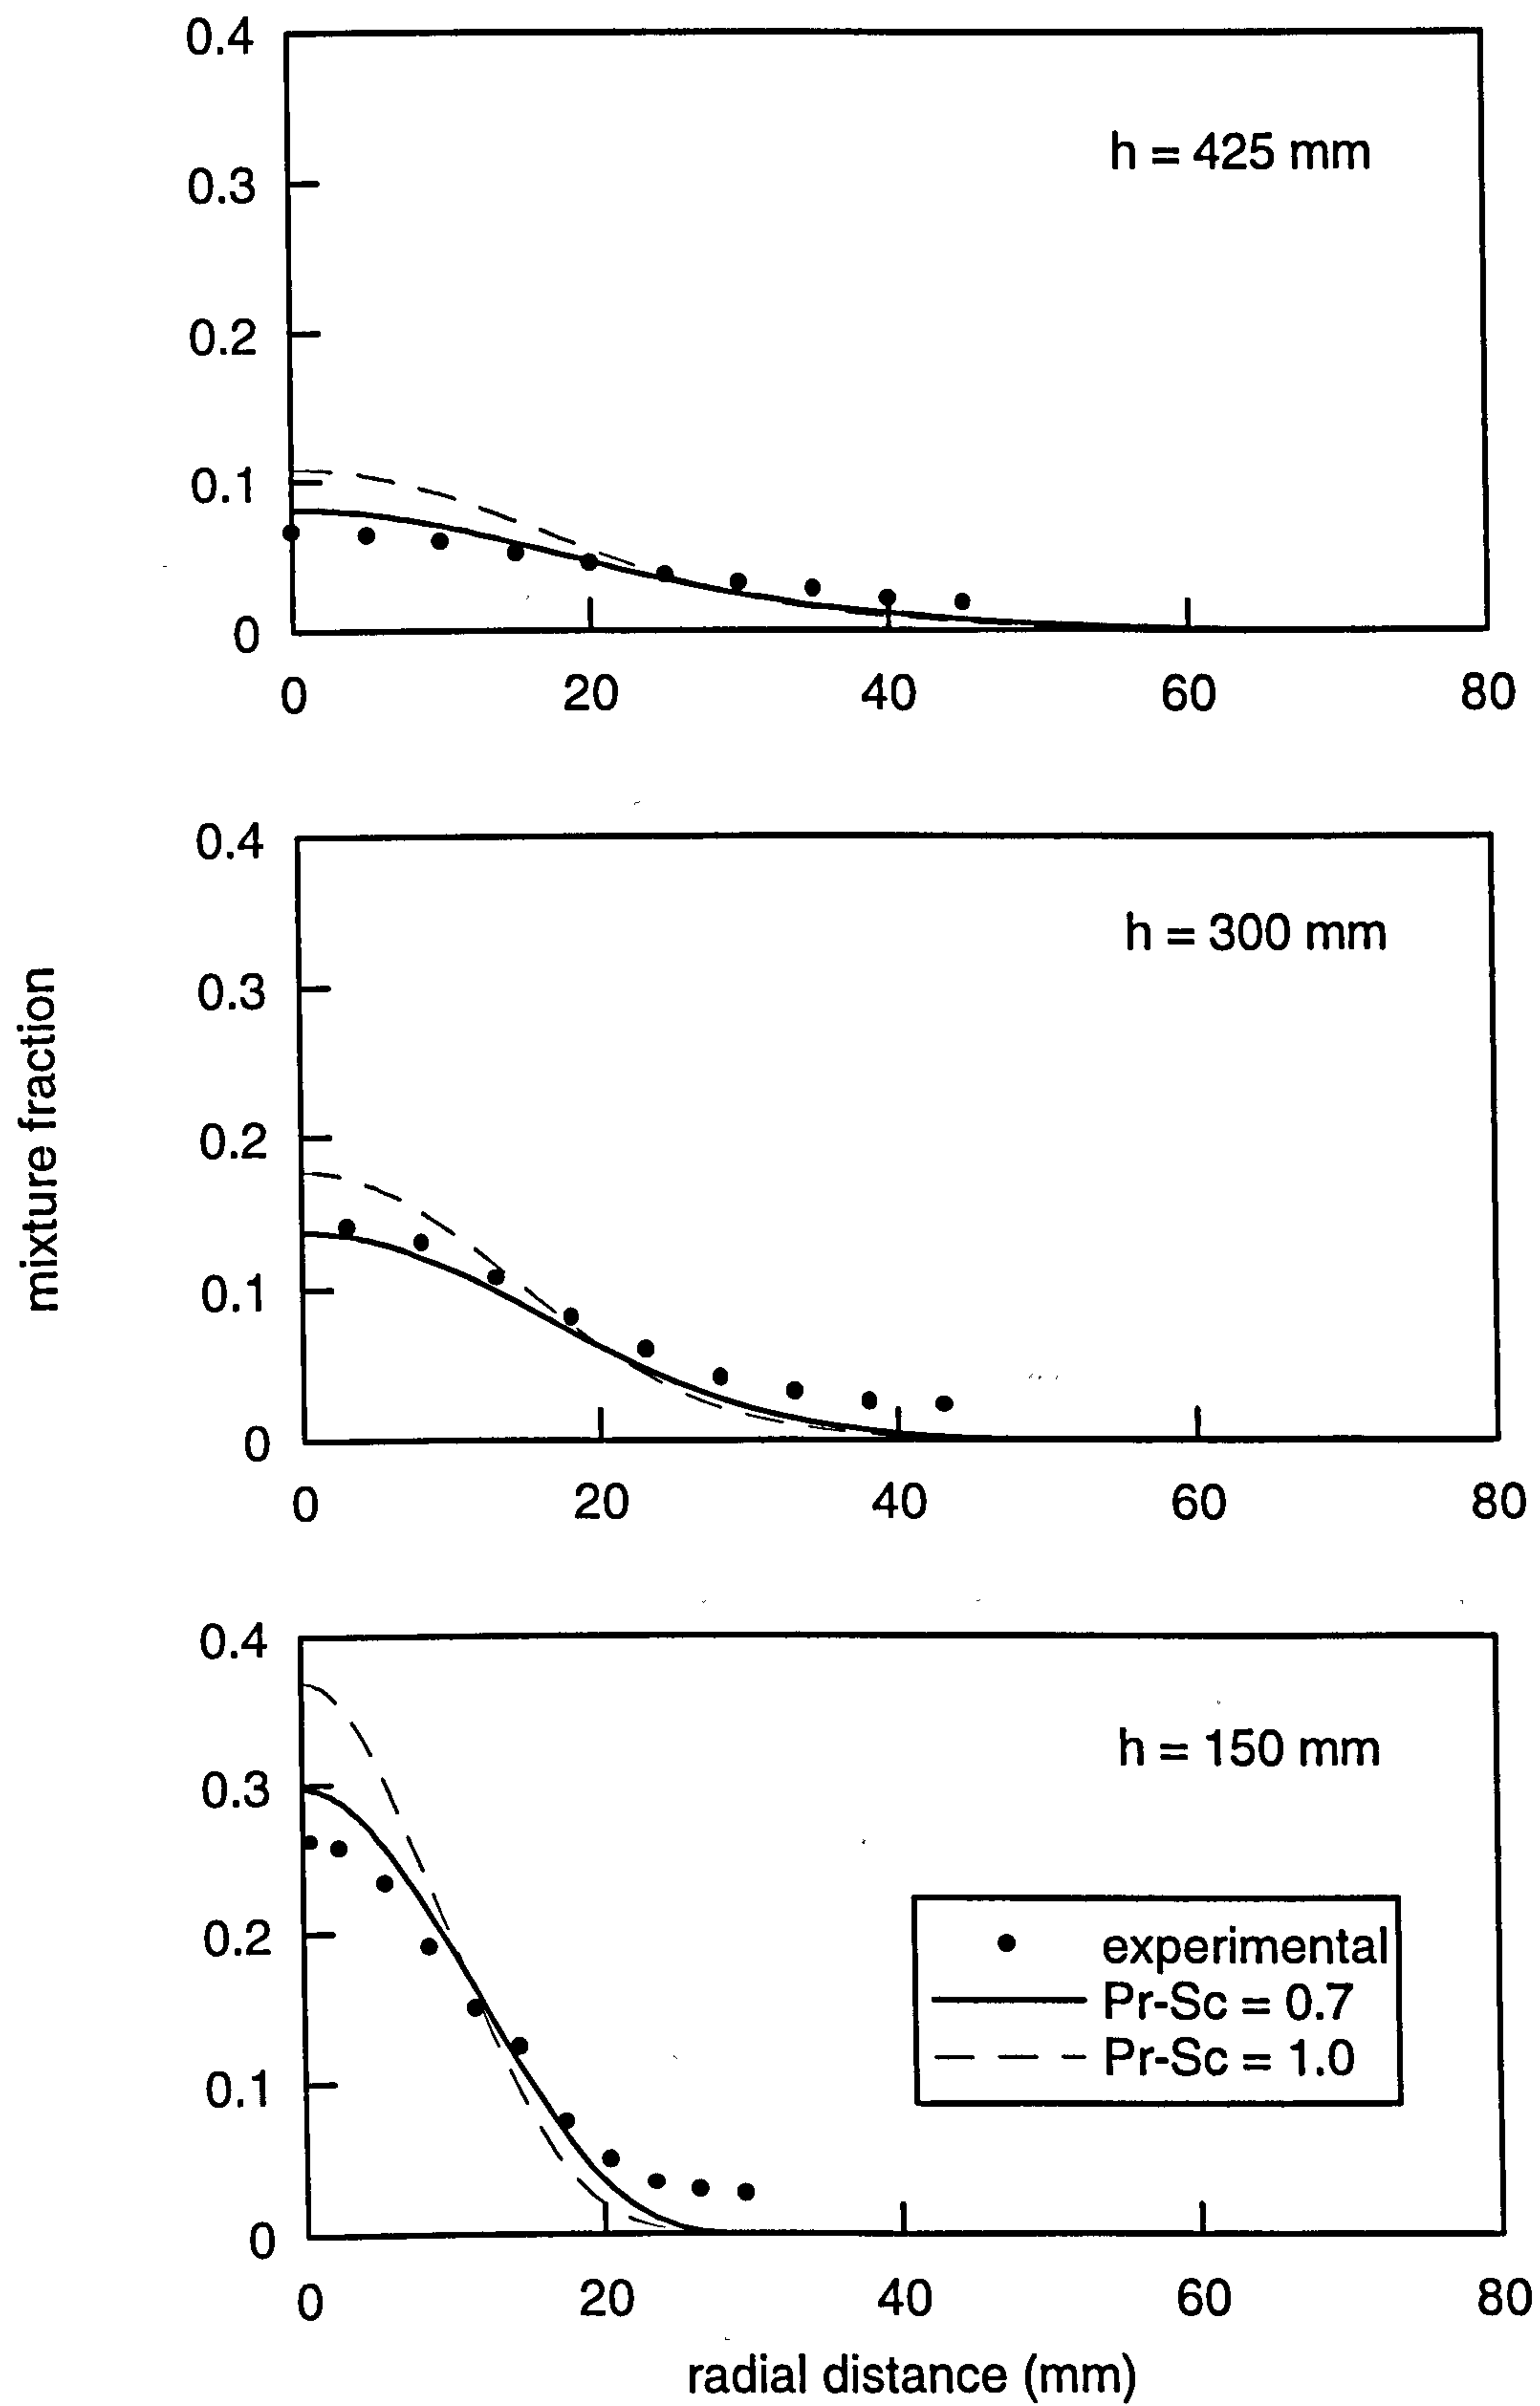 0.4
h = 425 mm
0.3
0.2
0.1
0
0 20 40 60 80
mixture fraction
0.4
h = 300 mm
0.3
0.2
0.1
0
0 20 40 60 80
0.4
h = 150 mm
0.3
0.2
0.1
0
experimental
Pr-Sc = 0.7
Pr-Sc = 1.0
0 20 40 60 80
radial distance (mm)